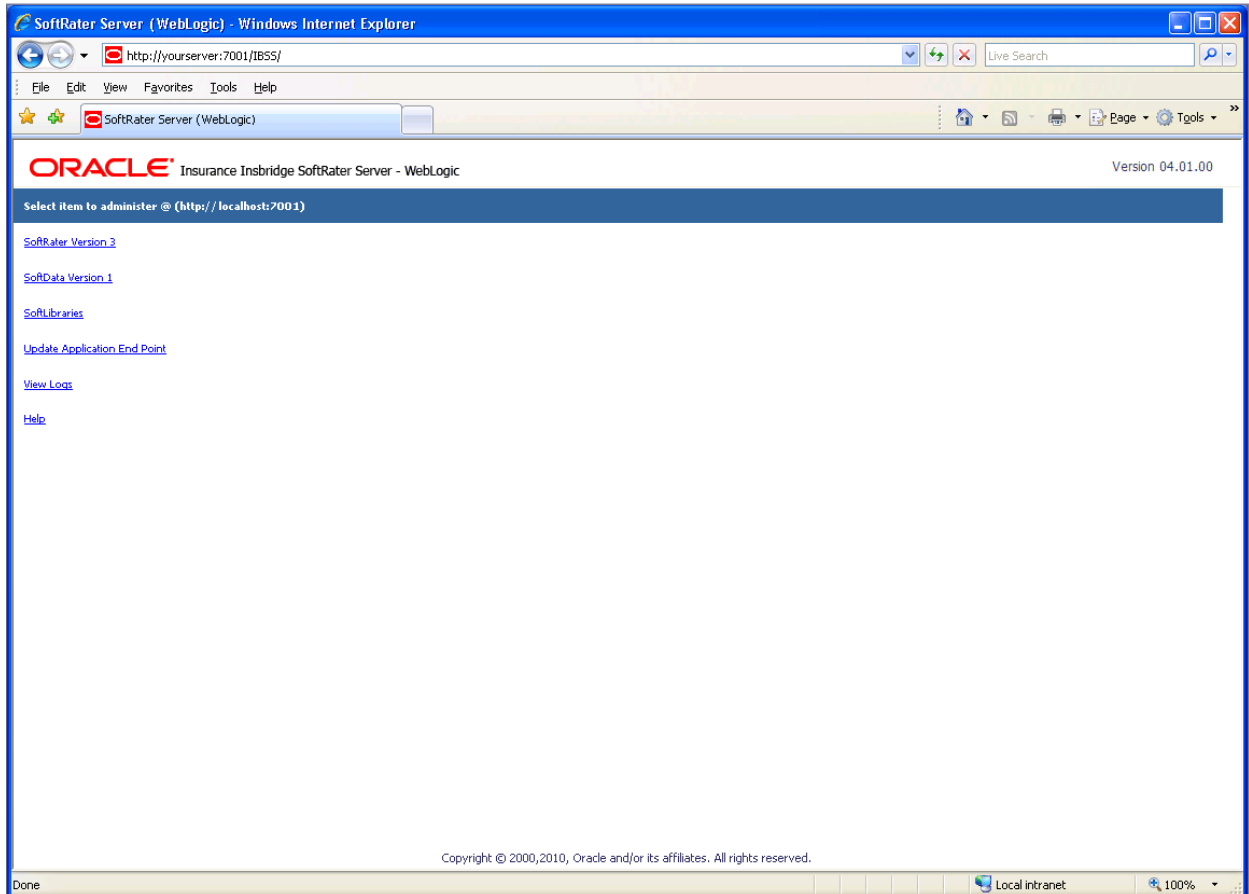 SoftRater Server (WebLogic) - Windows Internet Explorer
http://yourserver:7001/IBSS/
Live Search
File Edit View Favorites Tools Help
SoftRater Server (WebLogic)
Page Tools »
ORACLE Insurance Insbridge SoftRater Server - WebLogic
Version 04.01.00
Select item to administer @ (http://localhost:7001)
SoftRater Version 3
SoftData Version 1
SoftLibraries
Update Application End Point
View Logs
Help
Copyright © 2000,2010, Oracle and/or its affiliates. All rights reserved.
Done
Local intranet
100%